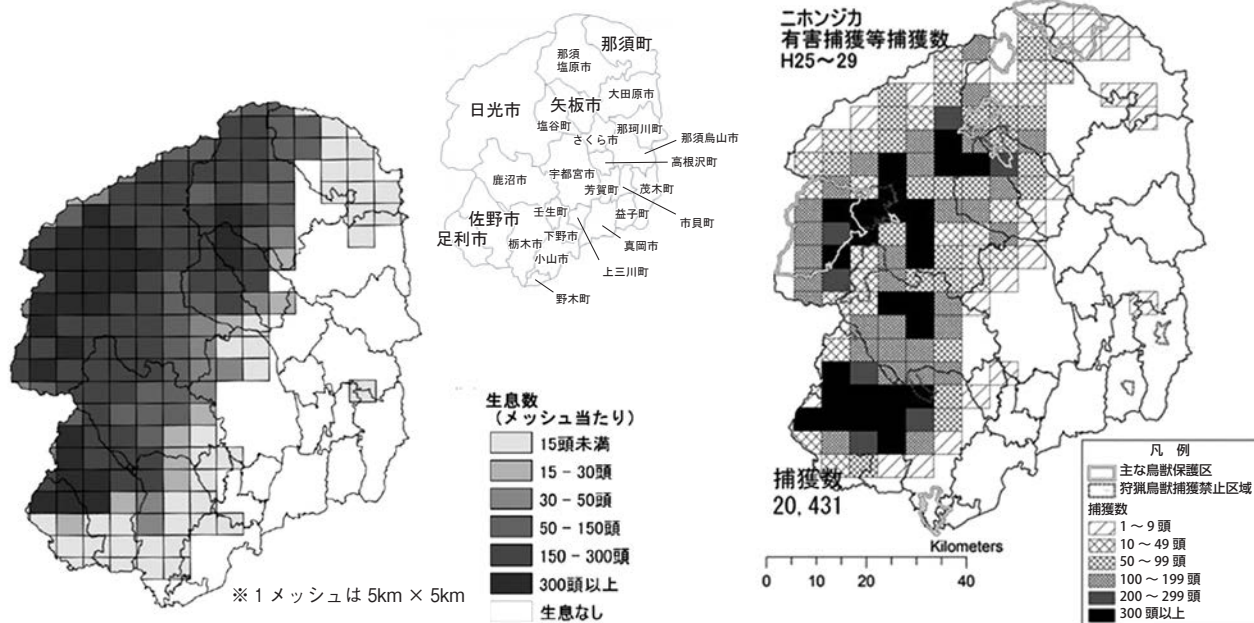 那須町
那須
塩原市
大田原市
日光市
矢板市
塩谷町
那珂川町
さくら市
那須烏山市
高根沢町
宇都宮市
鹿沼市
芳賀町
茂木町
市貝町
佐野市
壬生町
益子町
足利市
下野市
栃木市
真岡市
小山市
上三川町
野木町
生息数
(メッシュ当たり)
15頭未満
15－30頭
30－50頭
50－150頭
150－300頭
300頭以上
生息なし
※1メッシュは5km×5km
ニホンジカ
有害捕獲等捕獲数
H25～29
捕獲数
20,431
Kilometers
0 10 20 40
凡 例
主な鳥獣保護区
狩猟鳥獣捕獲禁止区域
捕獲数
1～9頭
10～49頭
50～99頭
100～199頭
200～299頭
300頭以上